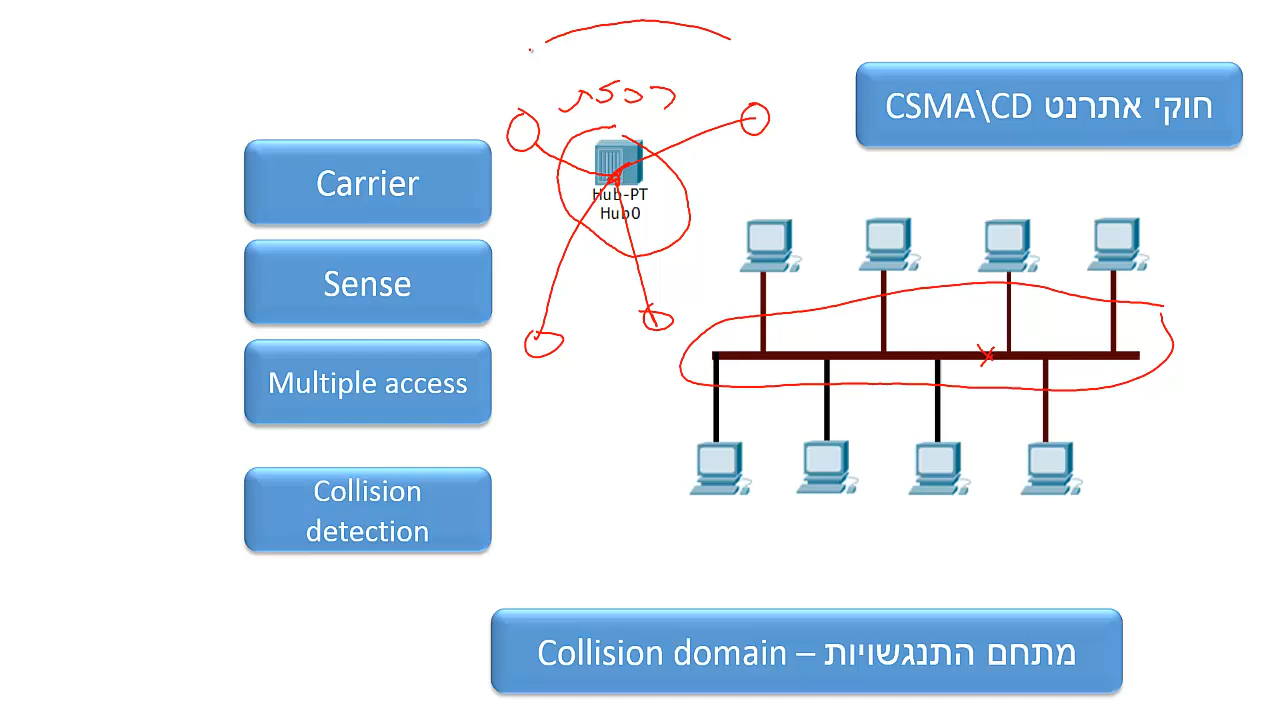 חוקי אתרנט CSMA\CD
רכזת
Carrier
Hub-PT
Hub0
Sense
Multiple access
Collision
detection
מתחם התנגשויות – Collision domain